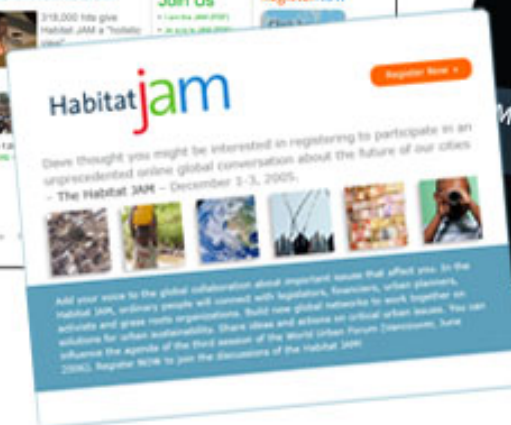 318,000 hits give
Habitat JAM a "holistic
view"
Join Us
Habitat jam
Register Now
Dave thought you might be interested in registering to participate in an
unprecedented online global conversation about the future of our cities
- The Habitat JAM - December 1-3, 2005.
Add your voice to the global collaboration about important issues that affect you. In the
Habitat JAM, ordinary people will connect with legislators, financiers, urban planners,
activists and grass roots organizations. Build new global networks to work together on
solutions for urban sustainability. Share ideas and actions on critical urban issues. You can
influence the agenda of the third session of the World Urban Forum (Vancouver, June
2006). Register NOW to join the discussions of the Habitat JAM!